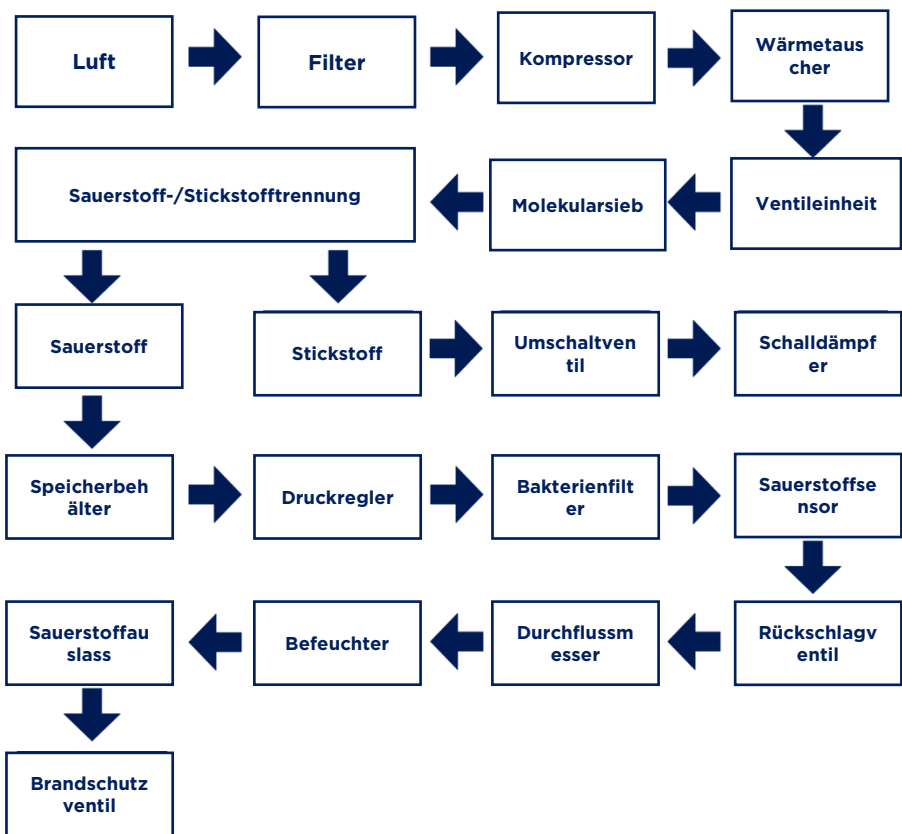 Luft
Filter
Kompressor
Wärmetaus
cher
Sauerstoff-/Stickstofftrennung
Molekularsieb
Ventileinheit
Sauerstoff
Stickstoff
Umschaltven
til
Schalldämpf
er
Speicherbeh
älter
Druckregler
Bakterienfilt
er
Sauerstoffse
nsor
Sauerstoffau
slass
Befeuchter
Durchflussm
esser
Rückschlagv
entil
Brandschutz
ventil